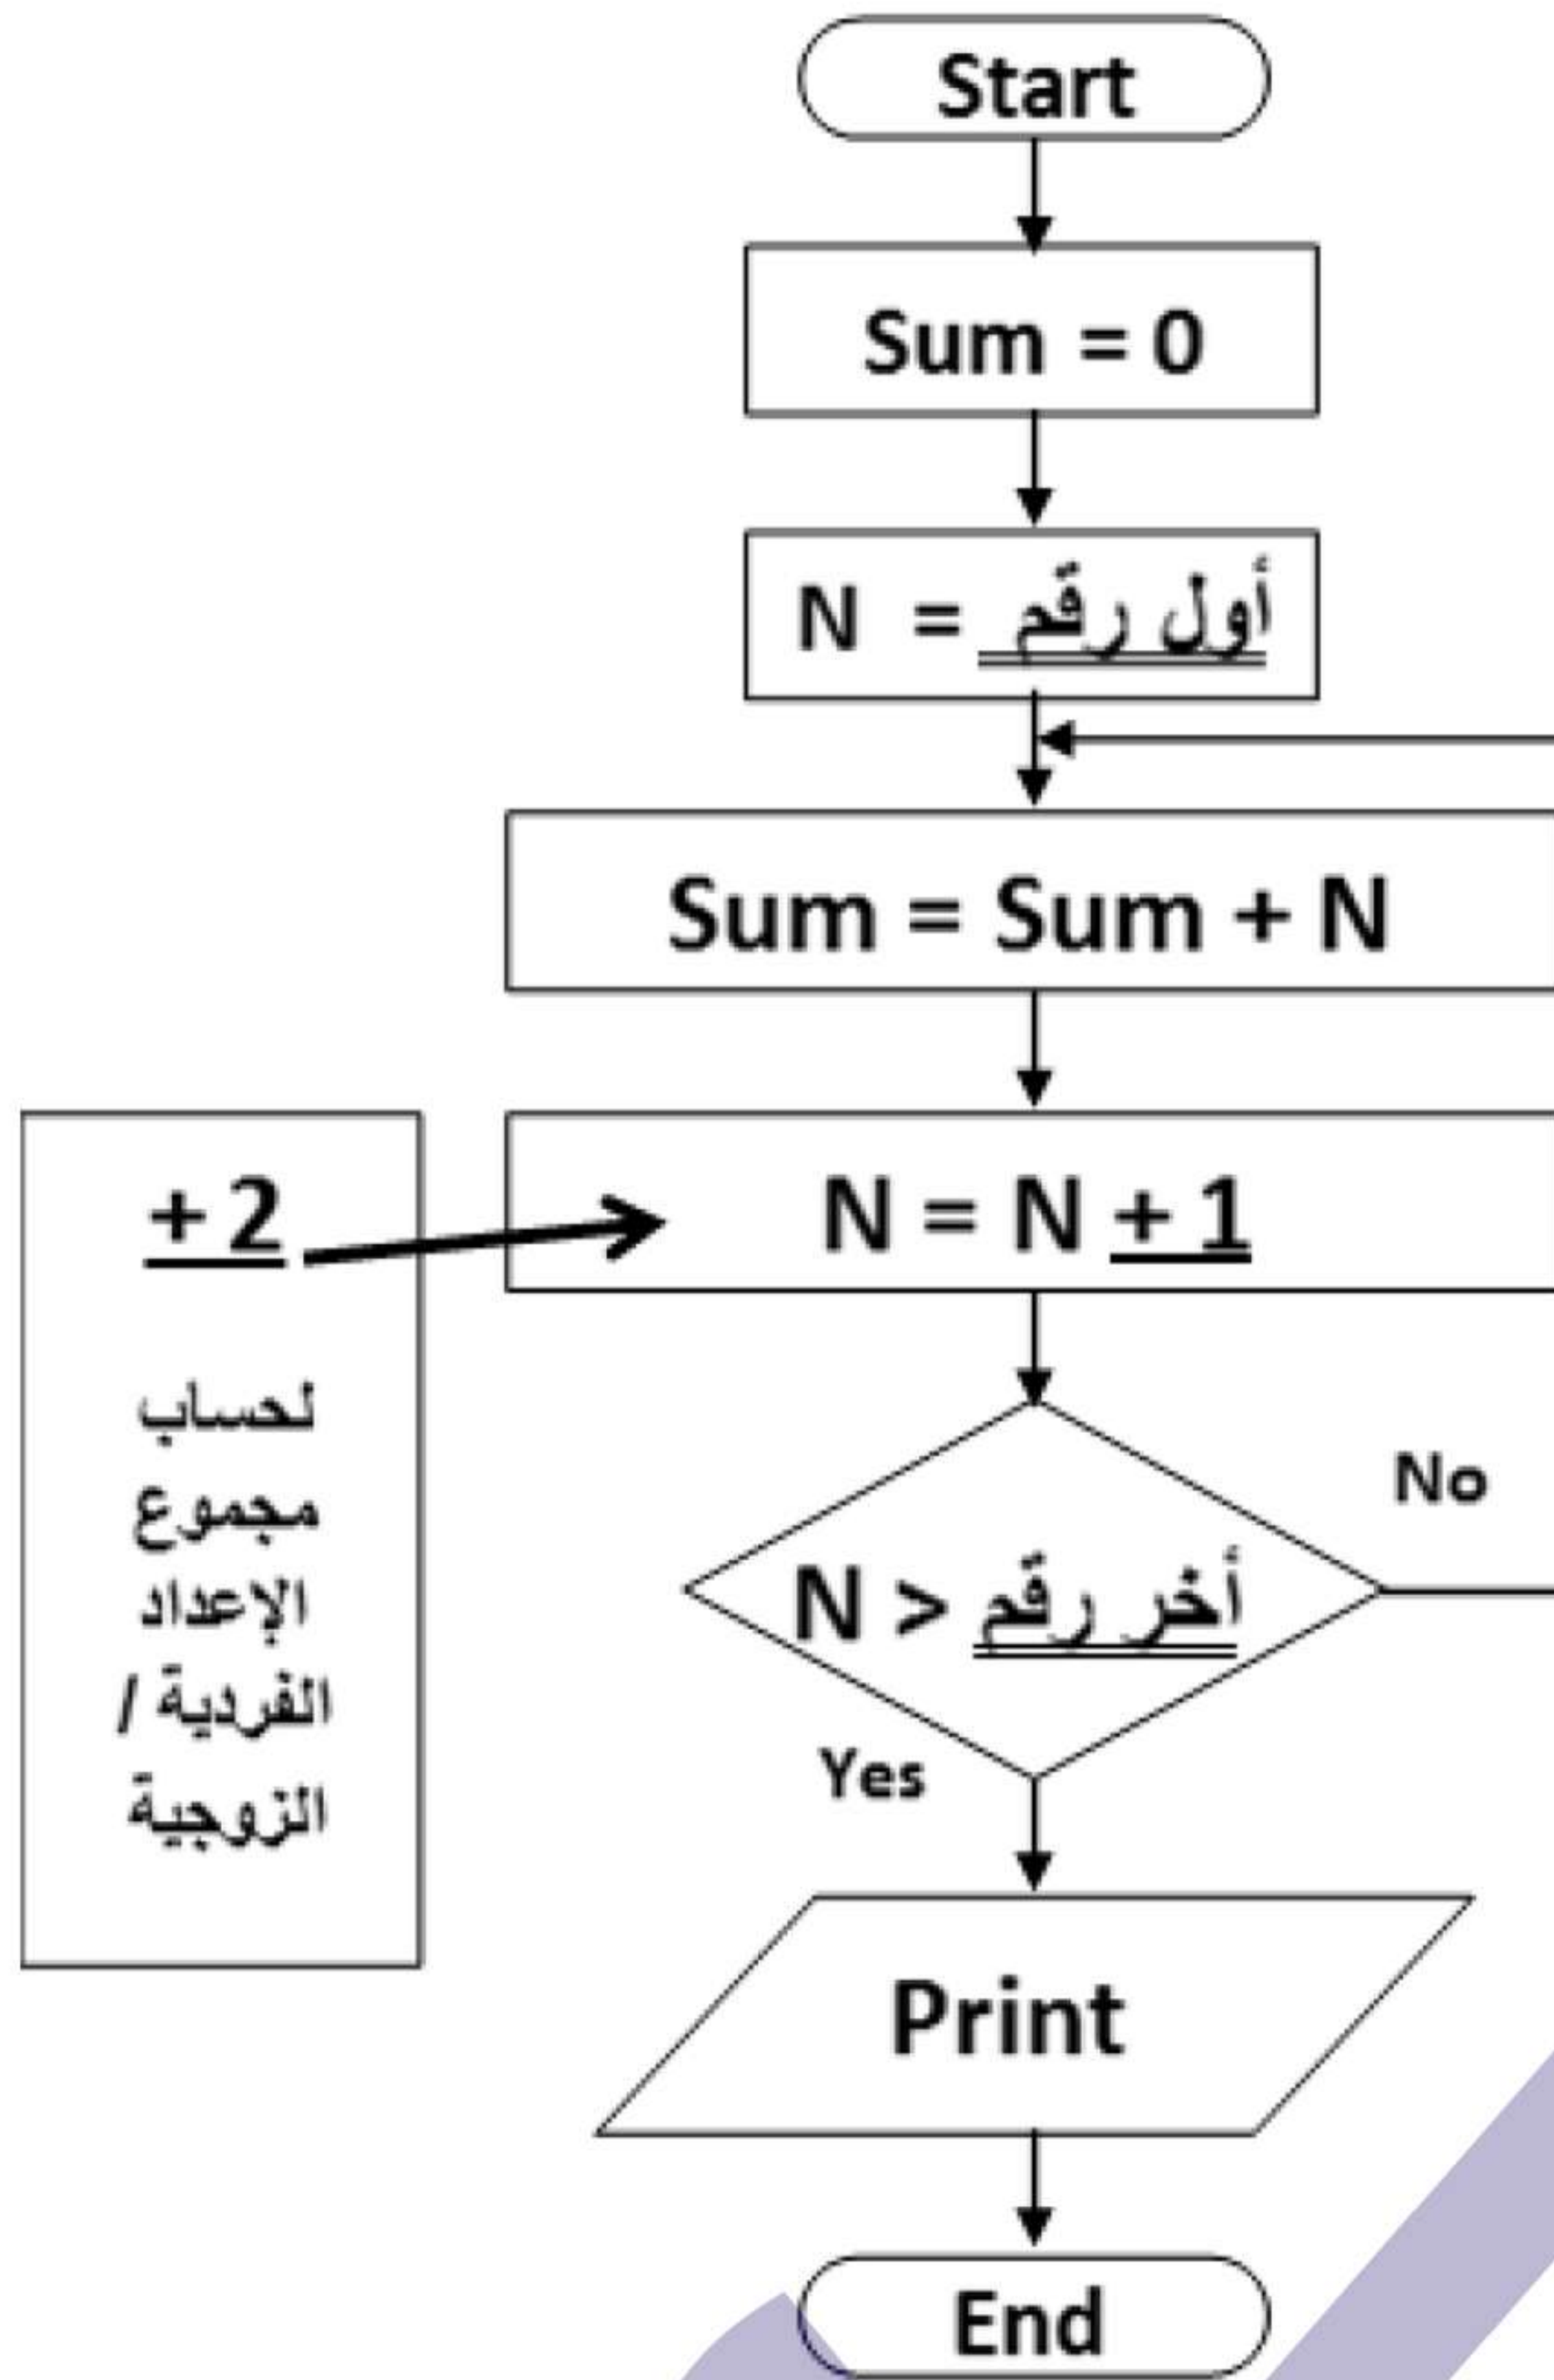 Start
Sum = 0
N = أول رقم
Sum = Sum + N
+ 2
لحساب
مجموع
الإعداد
الفردية /
الزوجية
N = N + 1
No
N > أخر رقم
Yes
Print
End